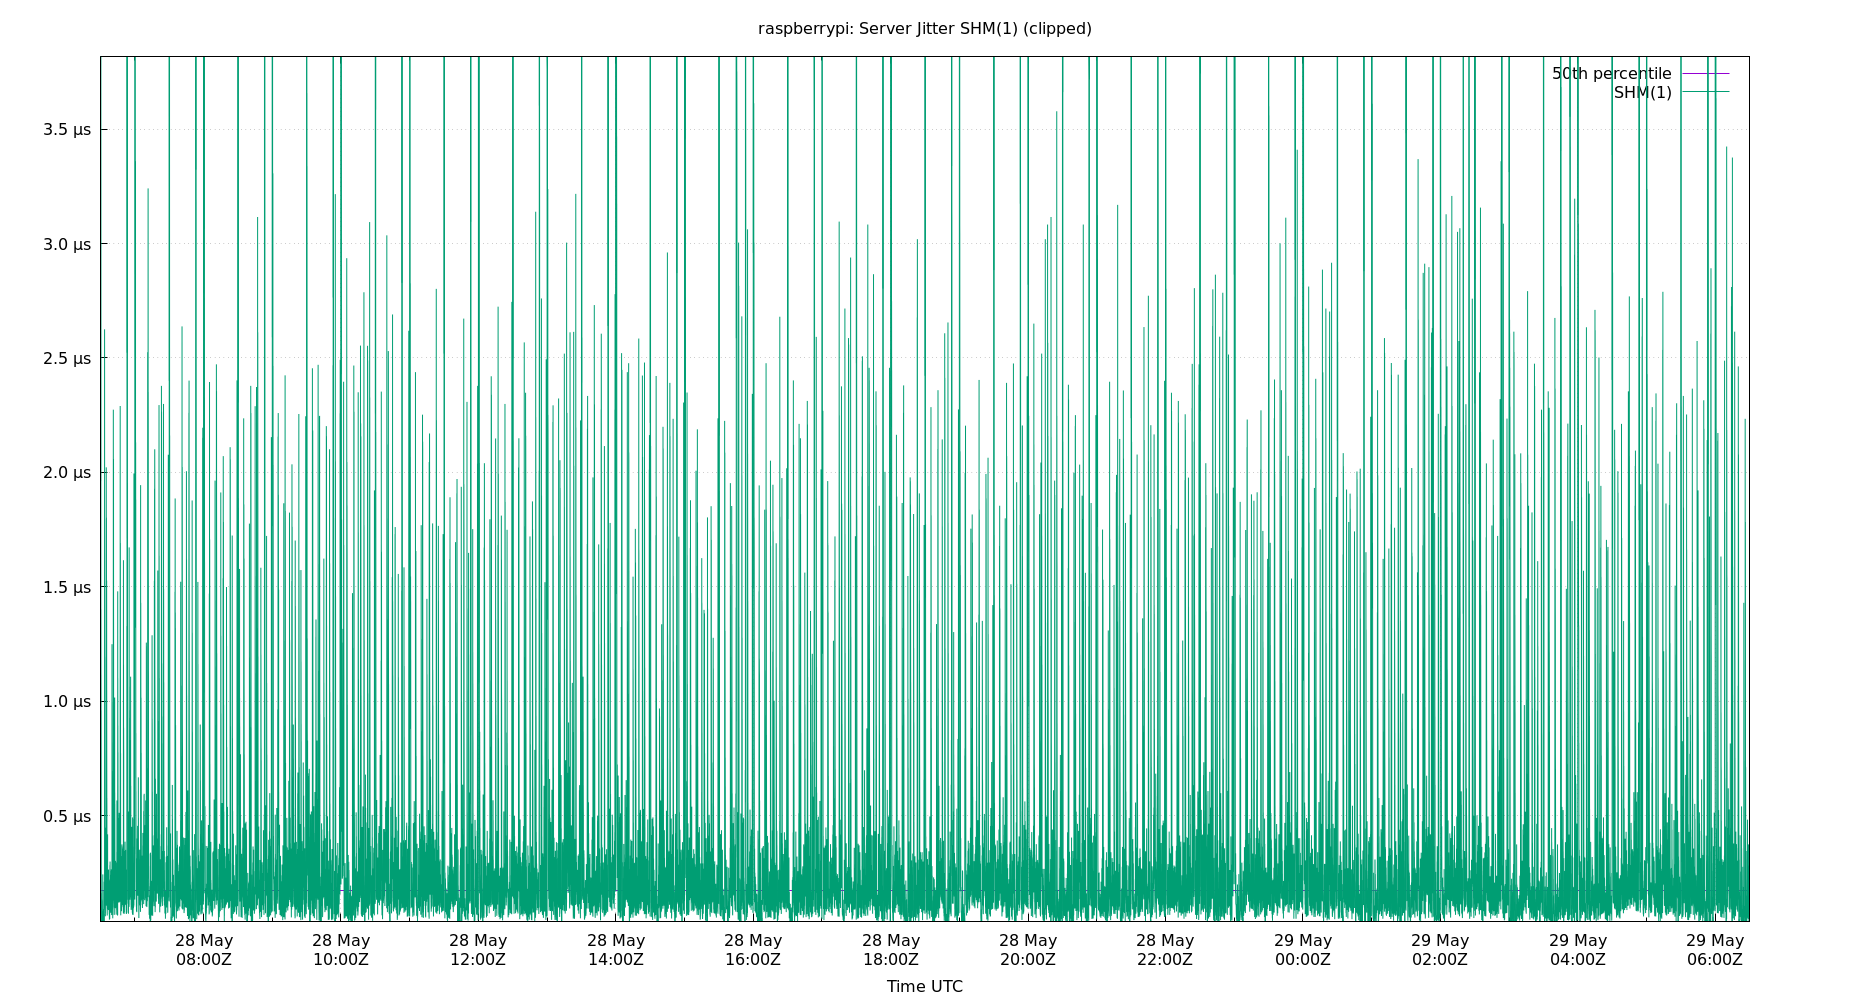 raspberrypi: Server Jitter SHM(1) (clipped)
50th percentile
SHM(1)
3.5 µs
3.0 µs
2.5 µs
2.0 µs
1.5 µs
1.0 µs
0.5 µs
28 May 28 May 28 May 28 May 28 May 28 May 28 May 28 May 29 May 29 May 29 May 29 May
08:00Z 10:00Z 12:00Z 14:00Z 16:00Z 18:00Z 20:00Z 22:00Z 00:00Z 02:00Z 04:00Z 06:00Z
Time UTC